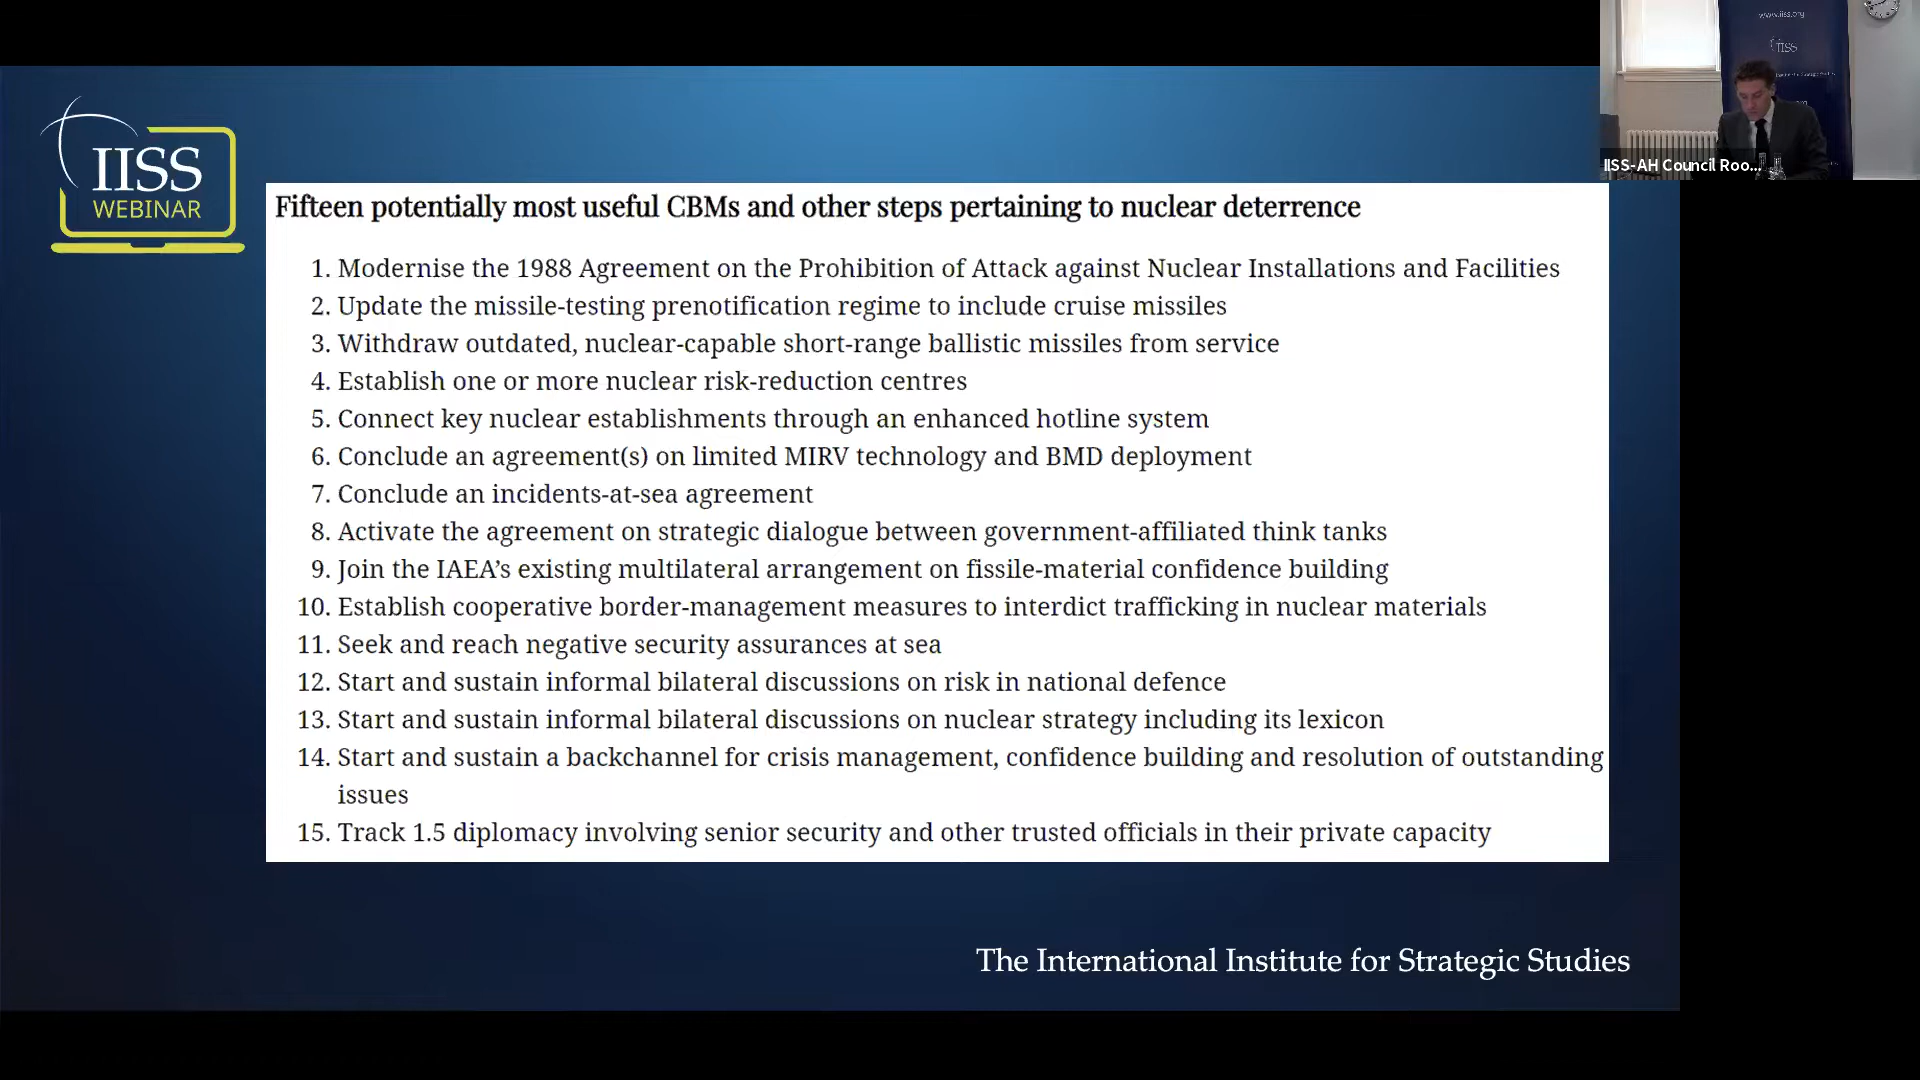 www.iiss.org
IISS
IISS-AH Council Roo...
IISS
WEBINAR
Fifteen potentially most useful CBMs and other steps pertaining to nuclear deterrence
1. Modernise the 1988 Agreement on the Prohibition of Attack against Nuclear Installations and Facilities
2. Update the missile-testing prenotification regime to include cruise missiles
3. Withdraw outdated, nuclear-capable short-range ballistic missiles from service
4. Establish one or more nuclear risk-reduction centres
5. Connect key nuclear establishments through an enhanced hotline system
6. Conclude an agreement(s) on limited MIRV technology and BMD deployment
7. Conclude an incidents-at-sea agreement
8. Activate the agreement on strategic dialogue between government-affiliated think tanks
9. Join the IAEA’s existing multilateral arrangement on fissile-material confidence building
10. Establish cooperative border-management measures to interdict trafficking in nuclear materials
11. Seek and reach negative security assurances at sea
12. Start and sustain informal bilateral discussions on risk in national defence
13. Start and sustain informal bilateral discussions on nuclear strategy including its lexicon
14. Start and sustain a backchannel for crisis management, confidence building and resolution of outstanding
issues
15. Track 1.5 diplomacy involving senior security and other trusted officials in their private capacity
The International Institute for Strategic Studies